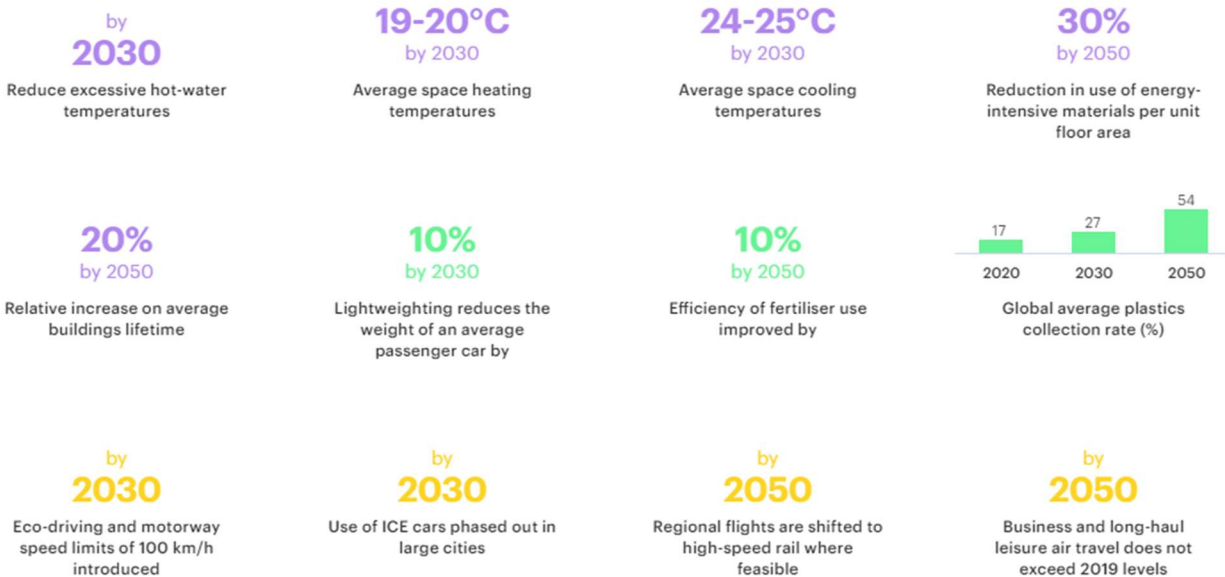 by
2030
Reduce excessive hot-water
temperatures
19-20°C
by 2030
Average space heating
temperatures
24-25°C
by 2030
Average space cooling
temperatures
30%
by 2050
Reduction in use of energy-
intensive materials per unit
floor area
20%
by 2050
Relative increase on average
buildings lifetime
10%
by 2030
Lightweighting reduces the
weight of an average
passenger car by
10%
by 2050
Efficiency of fertiliser use
improved by
17 27 54
2020 2030 2050
Global average plastics
collection rate (%)
by
2030
Eco-driving and motorway
speed limits of 100 km/h
introduced
by
2030
Use of ICE cars phased out in
large cities
by
2050
Regional flights are shifted to
high-speed rail where
feasible
by
2050
Business and long-haul
leisure air travel does not
exceed 2019 levels